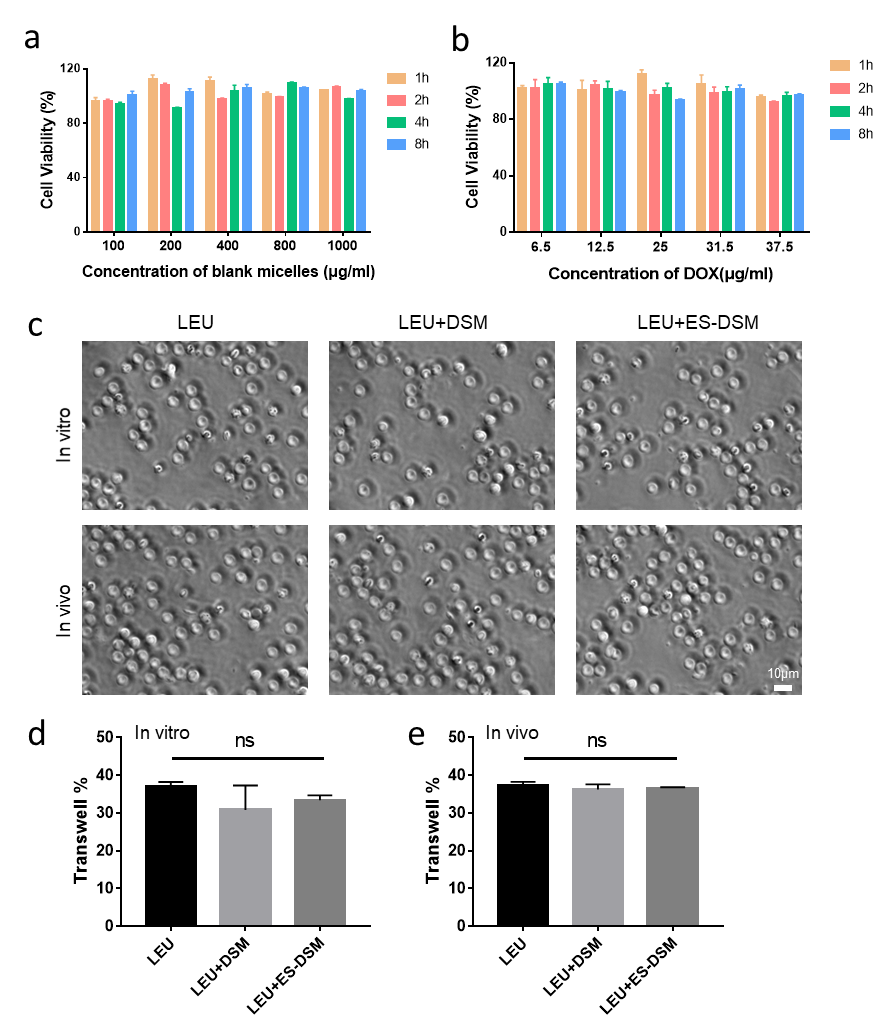 a
Cell Viability (%)
120
80
40
0
100 200 400 800 1000
Concentration of blank micelles (μg/ml)
1h
2h
4h
8h
b
Cell Viability (%)
120
80
40
0
6.5 12.5 25 31.5 37.5
Concentration of DOX(μg/ml)
1h
2h
4h
8h
c
LEU LEU+DSM LEU+ES-DSM
In vitro
In vivo
10μm
d
In vitro
ns
Transwell %
50
40
30
20
10
0
LEU
LEU+DSM
LEU+ES-DSM
e
In vivo
ns
Transwell %
50
40
30
20
10
0
LEU
LEU+DSM
LEU+ES-DSM